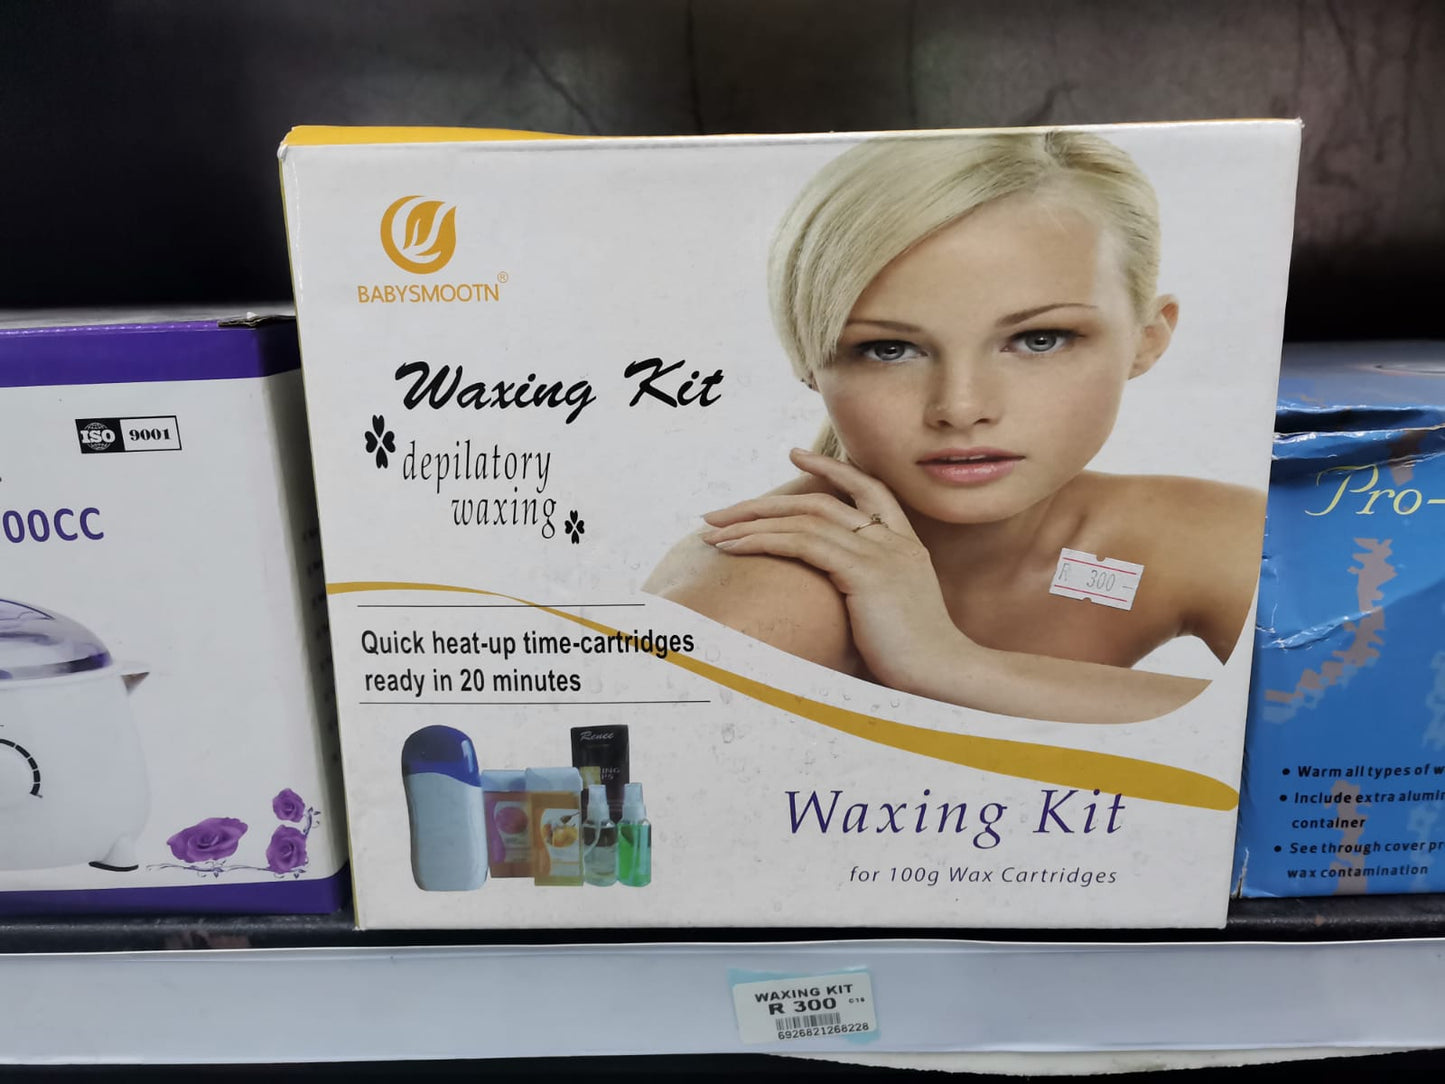 BABYSMOOTN®
Waxing Kit
depilatory
waxing
Quick heat-up time-cartridges
ready in 20 minutes
Renee
Waxing Kit
for 100g Wax Cartridges
R 300-
ISO 9001
00CC
Pro-
• Warm all types of w
• Include extra alumin
container
• See through cover pr
wax contamination
WAXING KIT
R 300 C16
6926821268228